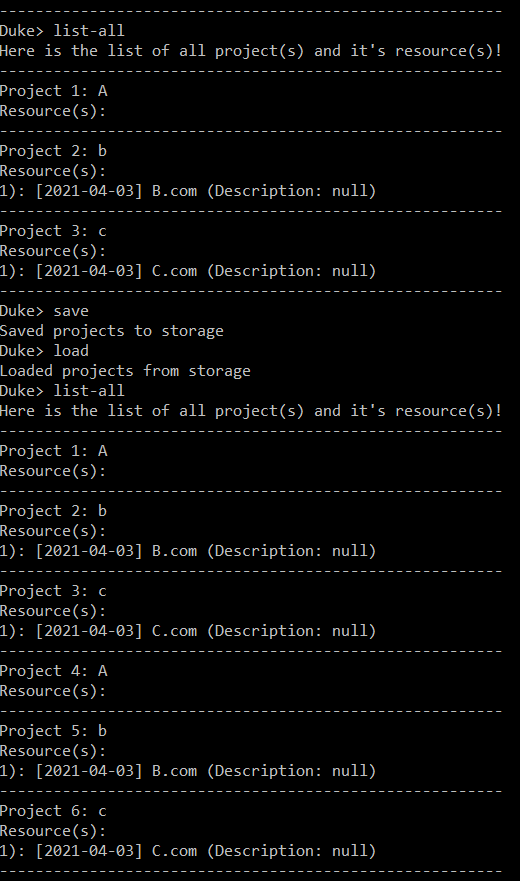 ------------------------------------------------------------
Duke> list-all
Here is the list of all project(s) and it's resource(s)!
------------------------------------------------------------
Project 1: A
Resource(s):
------------------------------------------------------------
Project 2: b
Resource(s):
1): [2021-04-03] B.com (Description: null)
------------------------------------------------------------
Project 3: c
Resource(s):
1): [2021-04-03] C.com (Description: null)
------------------------------------------------------------
Duke> save
Saved projects to storage
Duke> load
Loaded projects from storage
Duke> list-all
Here is the list of all project(s) and it's resource(s)!
------------------------------------------------------------
Project 1: A
Resource(s):
------------------------------------------------------------
Project 2: b
Resource(s):
1): [2021-04-03] B.com (Description: null)
------------------------------------------------------------
Project 3: c
Resource(s):
1): [2021-04-03] C.com (Description: null)
------------------------------------------------------------
Project 4: A
Resource(s):
------------------------------------------------------------
Project 5: b
Resource(s):
1): [2021-04-03] B.com (Description: null)
------------------------------------------------------------
Project 6: c
Resource(s):
1): [2021-04-03] C.com (Description: null)
------------------------------------------------------------